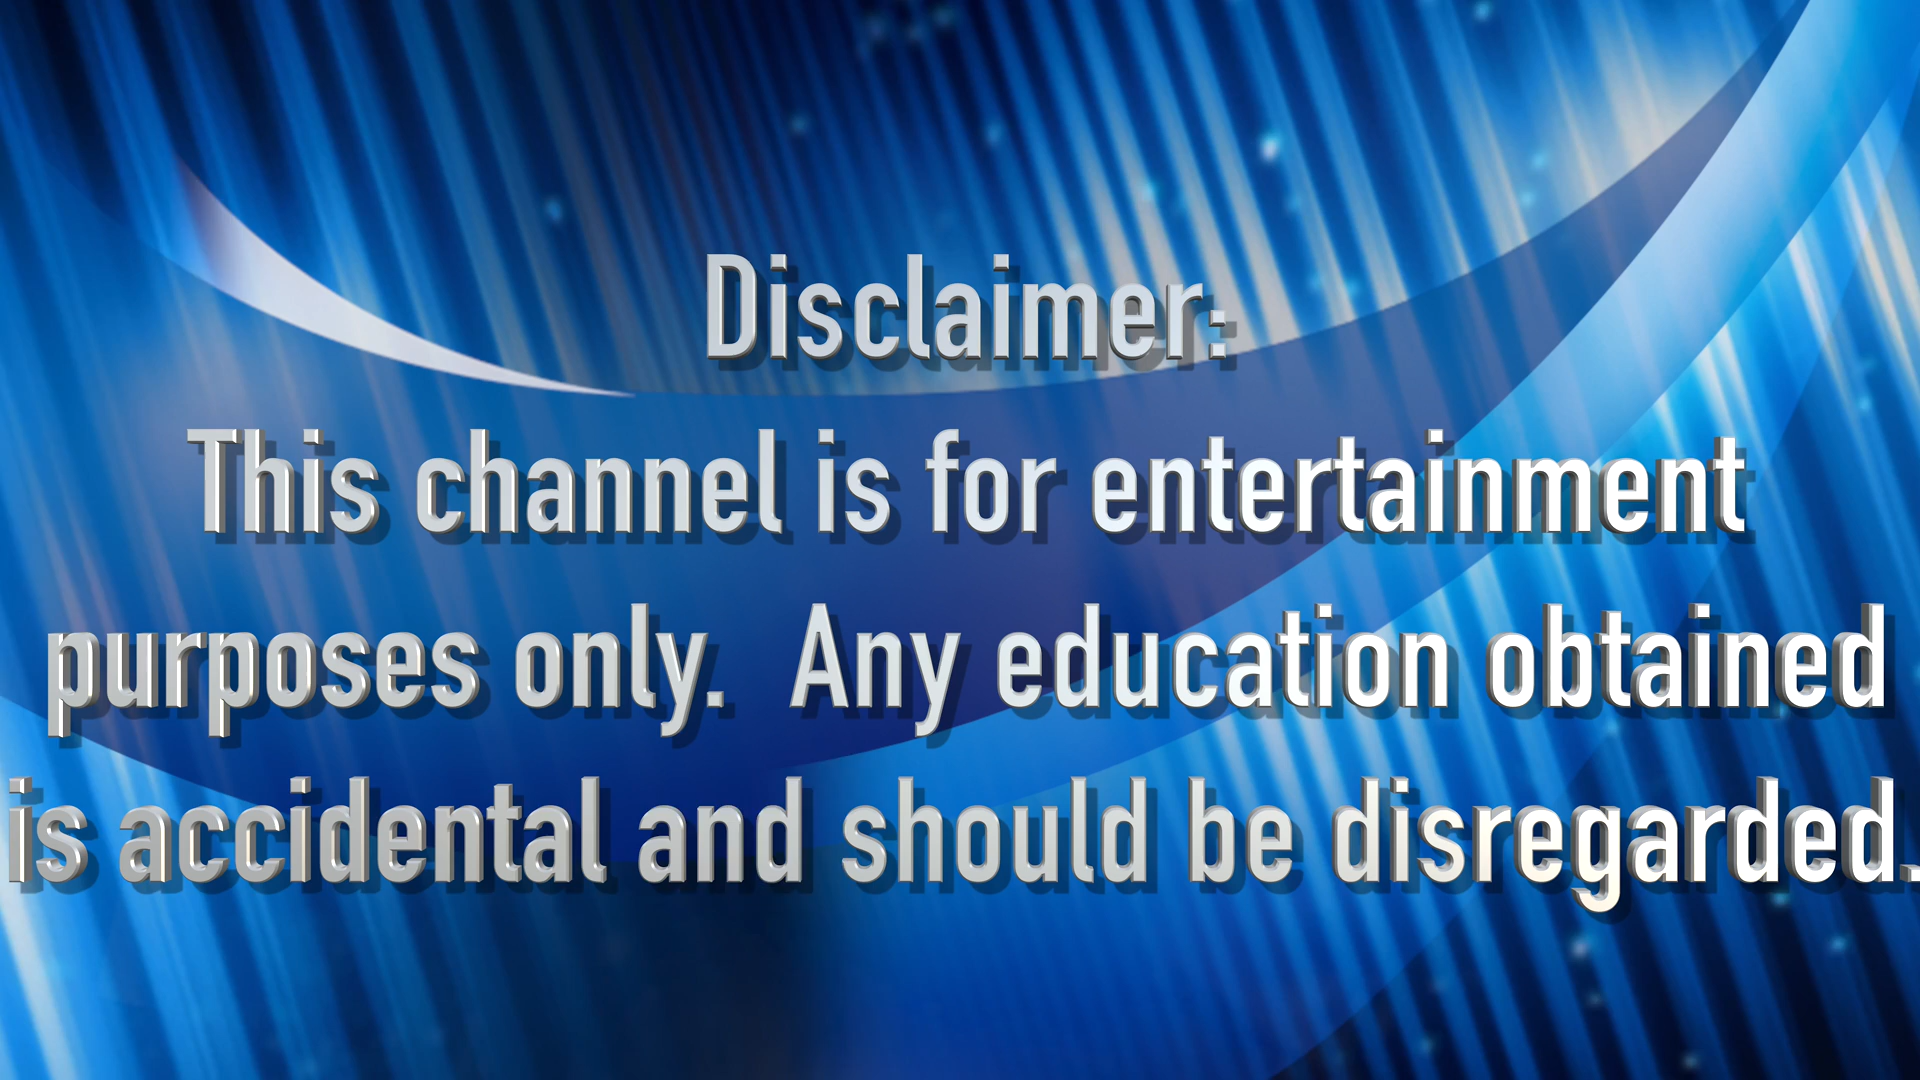 Disclaimer:
This channel is for entertainment
purposes only.  Any education obtained
is accidental and should be disregarded.